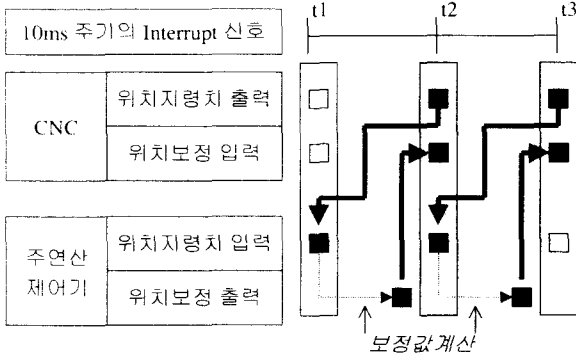 10ms 주기의 Interrupt 신호
t1 t2 t3
CNC
위치지령치 출력
위치보정 입력
주연산
제어기
위치지령치 입력
위치보정 출력
보정값계산